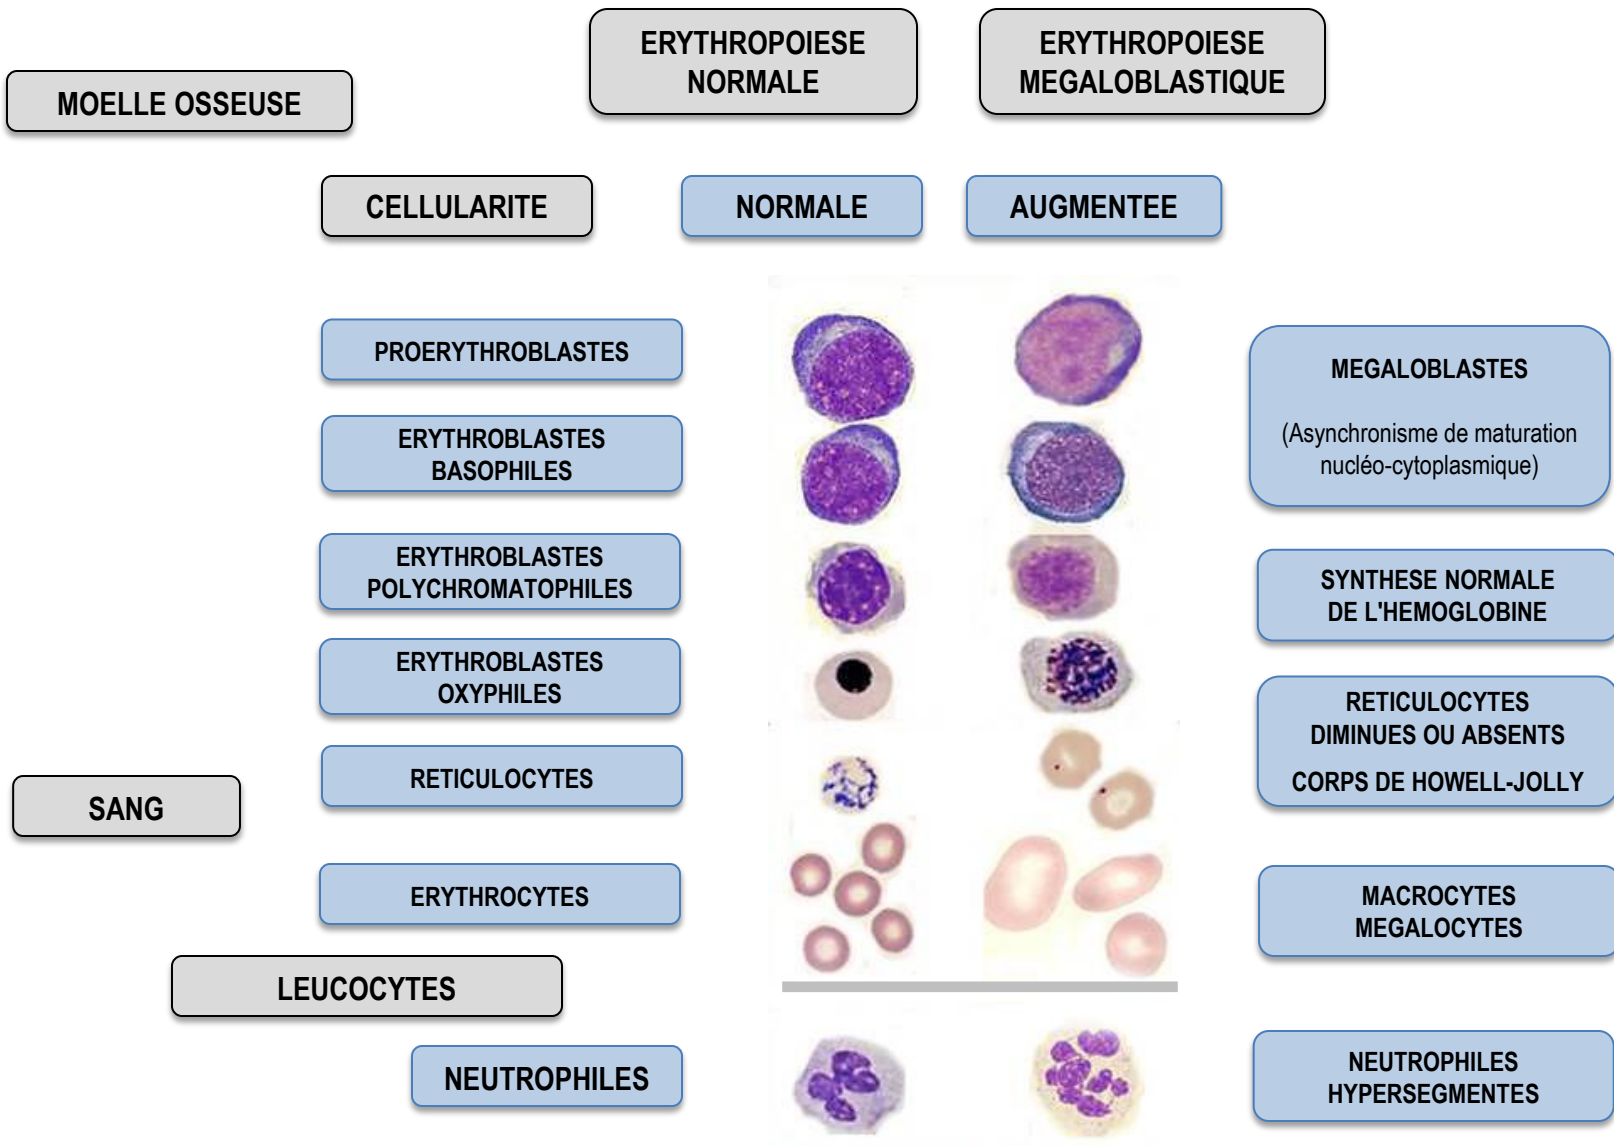 ERYTHROPOIESE
NORMALE
ERYTHROPOIESE
MEGALOBLASTIQUE
MOELLE OSSEUSE
CELLULARITE
NORMALE
AUGMENTEE
PROERYTHROBLASTES
MEGALOBLASTES
(Asynchronisme de maturation
nucléo-cytoplasmique)
ERYTHROBLASTES
BASOPHILES
ERYTHROBLASTES
POLYCHROMATOPHILES
SYNTHESE NORMALE
DE L'HEMOGLOBINE
ERYTHROBLASTES
OXYPHILES
RETICULOCYTES
DIMINUES OU ABSENTS
CORPS DE HOWELL-JOLLY
RETICULOCYTES
SANG
ERYTHROCYTES
MACROCYTES
MEGALOCYTES
LEUCOCYTES
NEUTROPHILES
NEUTROPHILES
HYPERSEGMENTES